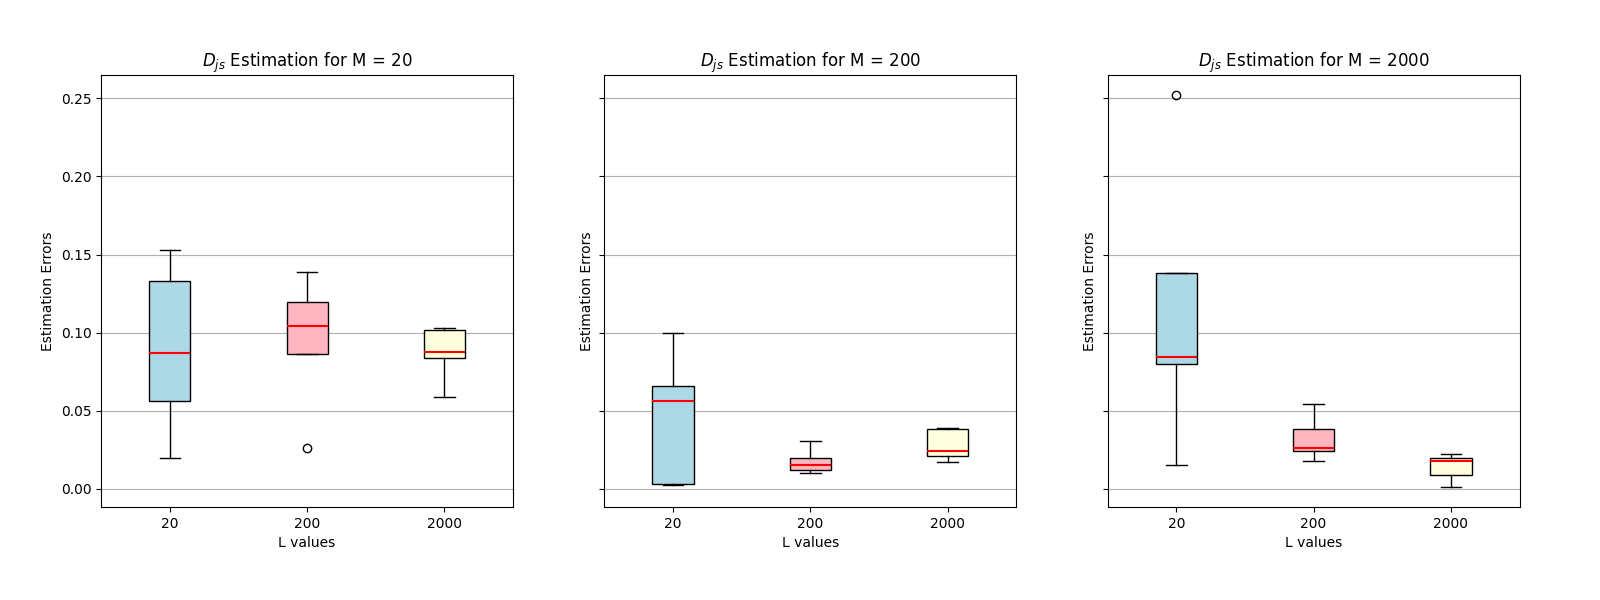 D_js Estimation for M = 20
Estimation Errors
0.25
0.20
0.15
0.10
0.05
0.00
20 200 2000
L values
D_js Estimation for M = 200
Estimation Errors
20 200 2000
L values
D_js Estimation for M = 2000
Estimation Errors
20 200 2000
L values